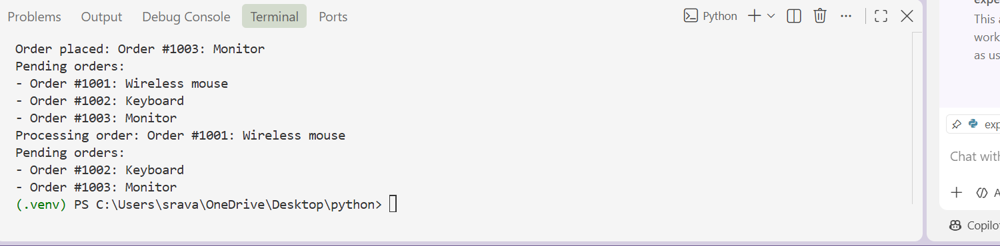 Problems Output Debug Console Terminal Ports Python
Order placed: Order #1003: Monitor
Pending orders:
- Order #1001: Wireless mouse
- Order #1002: Keyboard
- Order #1003: Monitor
Processing order: Order #1001: Wireless mouse
Pending orders:
- Order #1002: Keyboard
- Order #1003: Monitor
(.venv) PS C:\Users\srava\OneDrive\Desktop\python>
This
work
as us
exp
Chat with
A
Copilot